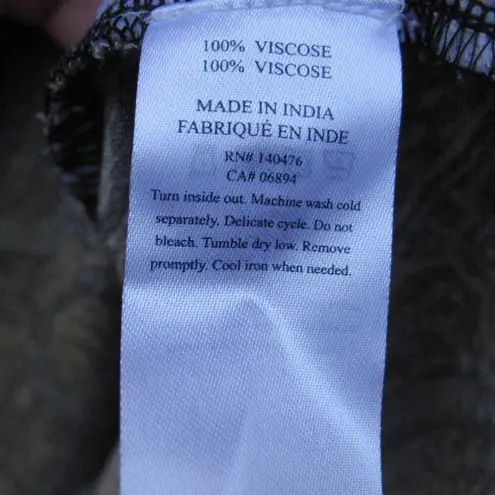 100% VISCOSE
100% VISCOSE
MADE IN INDIA
FABRIQUÉ EN INDE
RN# 140476
CA# 06894
Turn inside out. Machine wash cold
separately. Delicate cycle. Do not
bleach. Tumble dry low. Remove
promptly. Cool iron when needed.